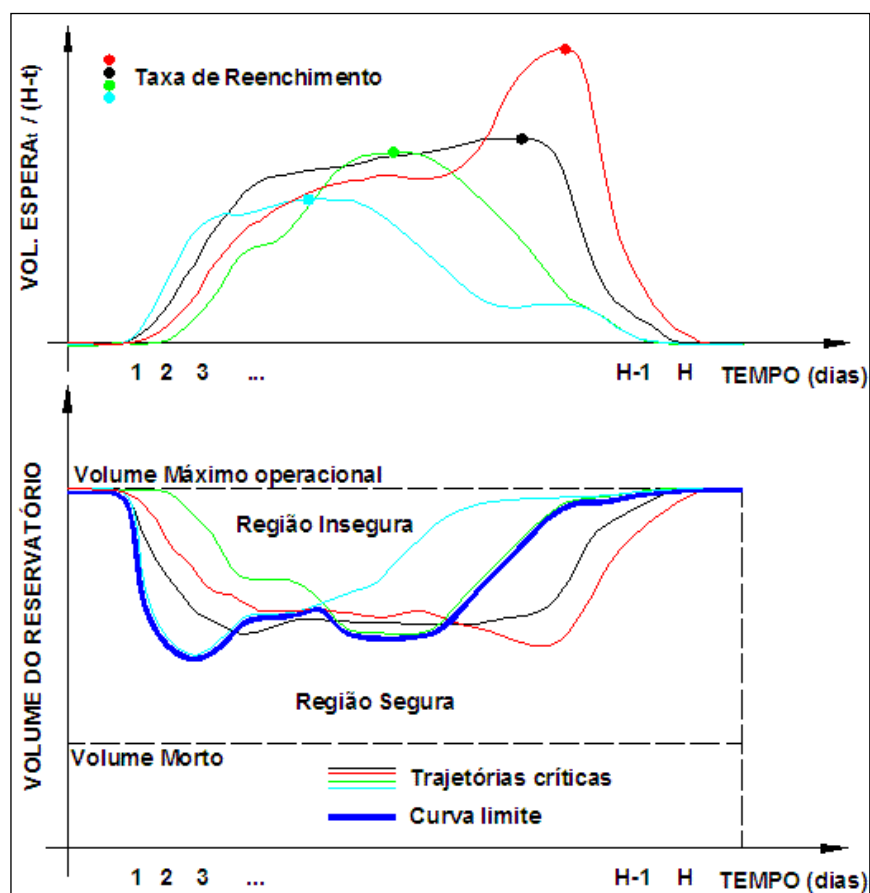 Taxa de Reenchimento
VOL. ESPERAt / (H-t)
1 2 3 ... H-1 H TEMPO (dias)
VOLUME DO RESERVATÓRIO
Volume Máximo operacional
Região Insegura
Região Segura
Volume Morto
Trajetórias críticas
Curva limite
1 2 3 ... H-1 H TEMPO (dias)